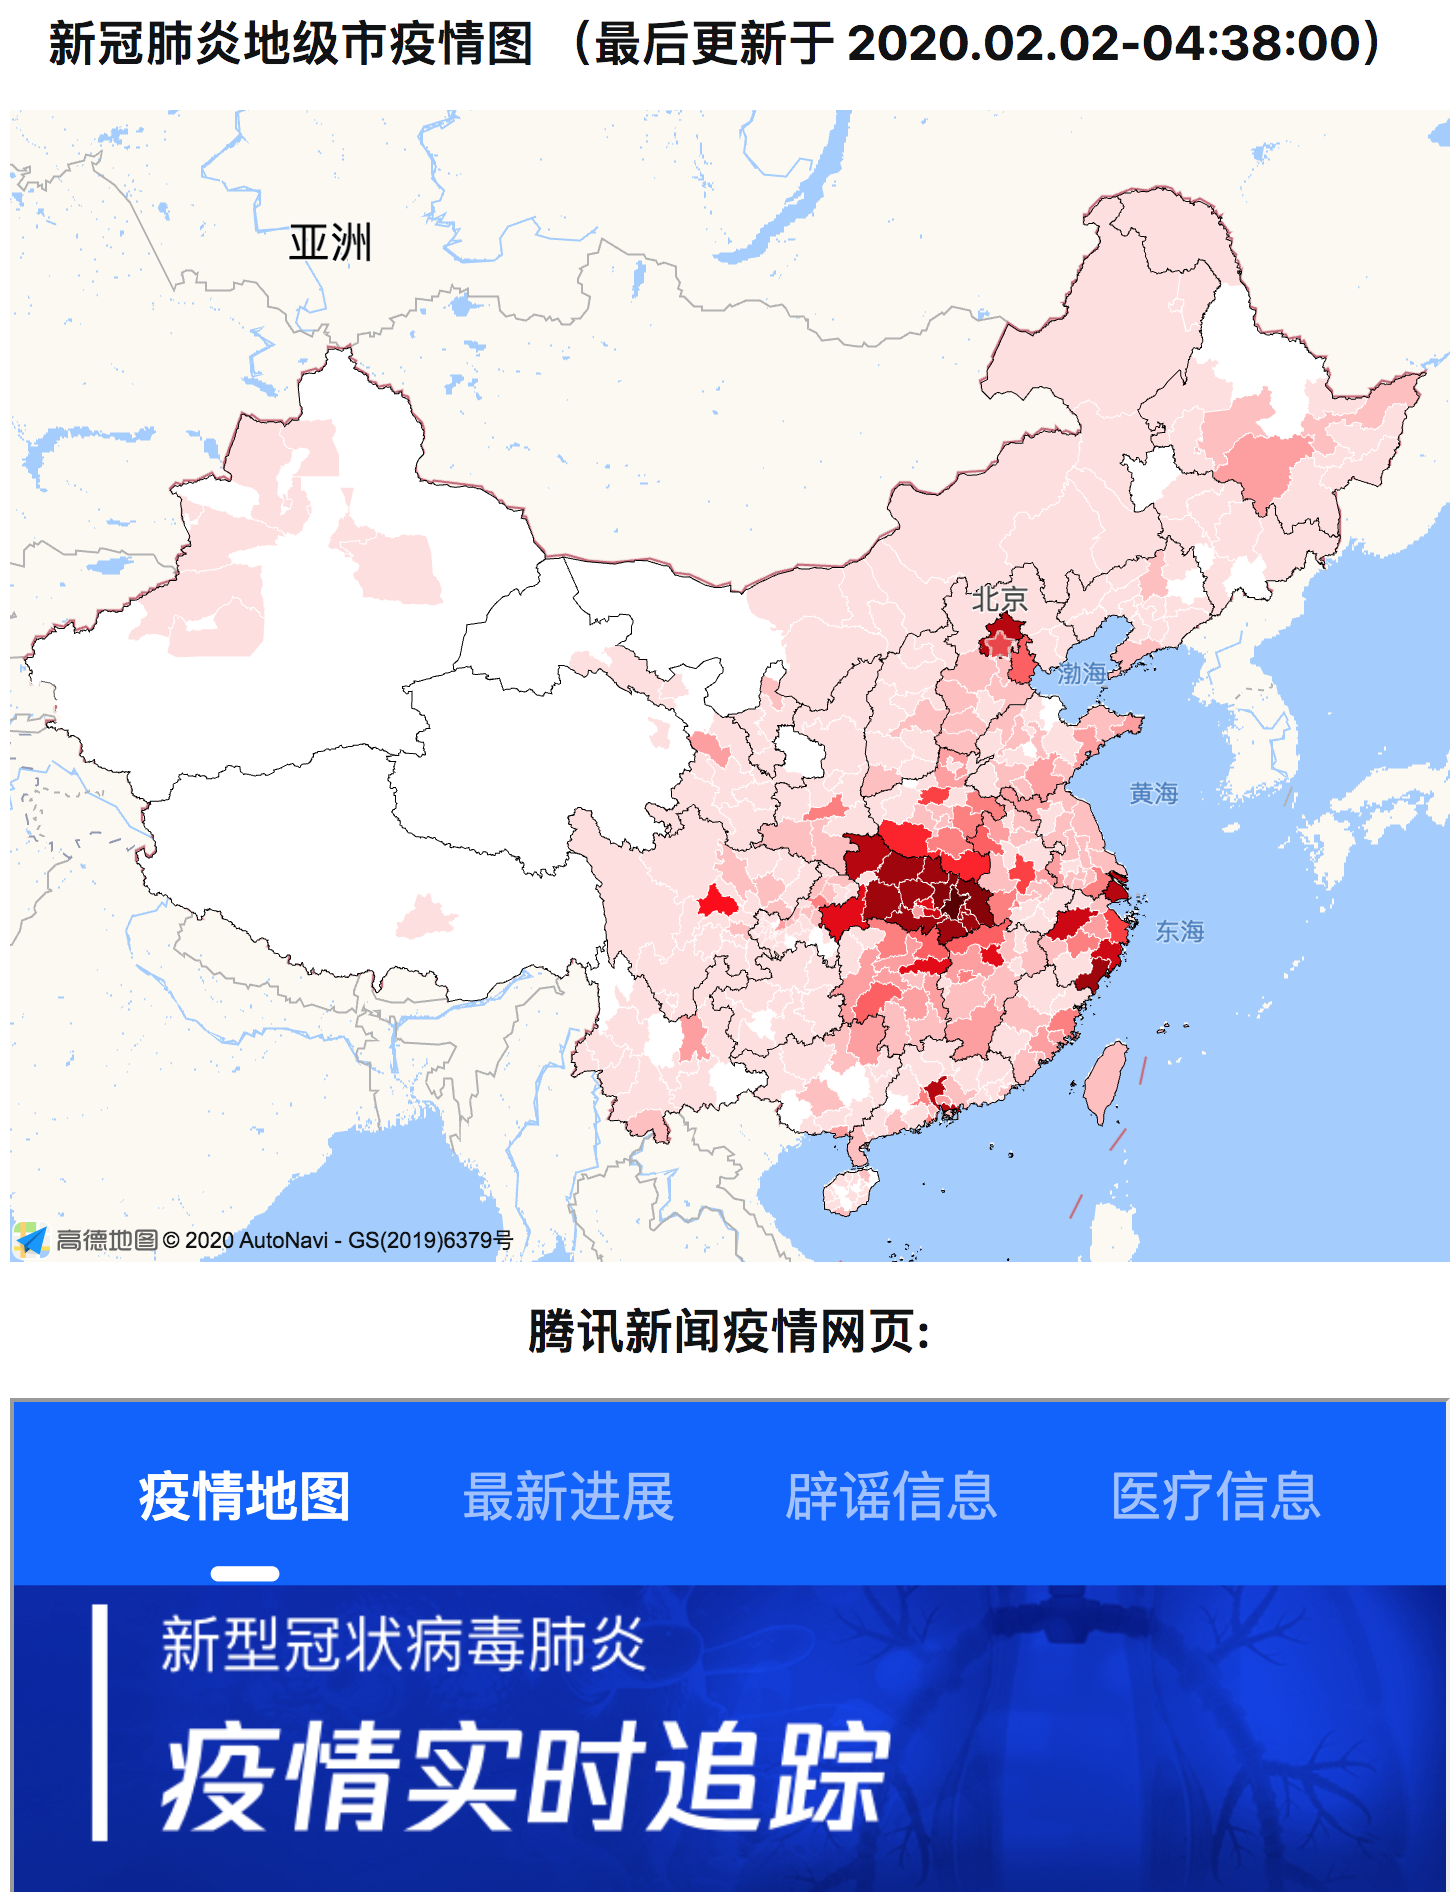 新冠肺炎地级市疫情图 （最后更新于 2020.02.02-04:38:00）
亚洲
北京
渤海
黄海
东海
高德地图 © 2020 AutoNavi - GS(2019)6379号
腾讯新闻疫情网页:
疫情地图 最新进展 辟谣信息 医疗信息
新型冠状病毒肺炎
疫情实时追踪